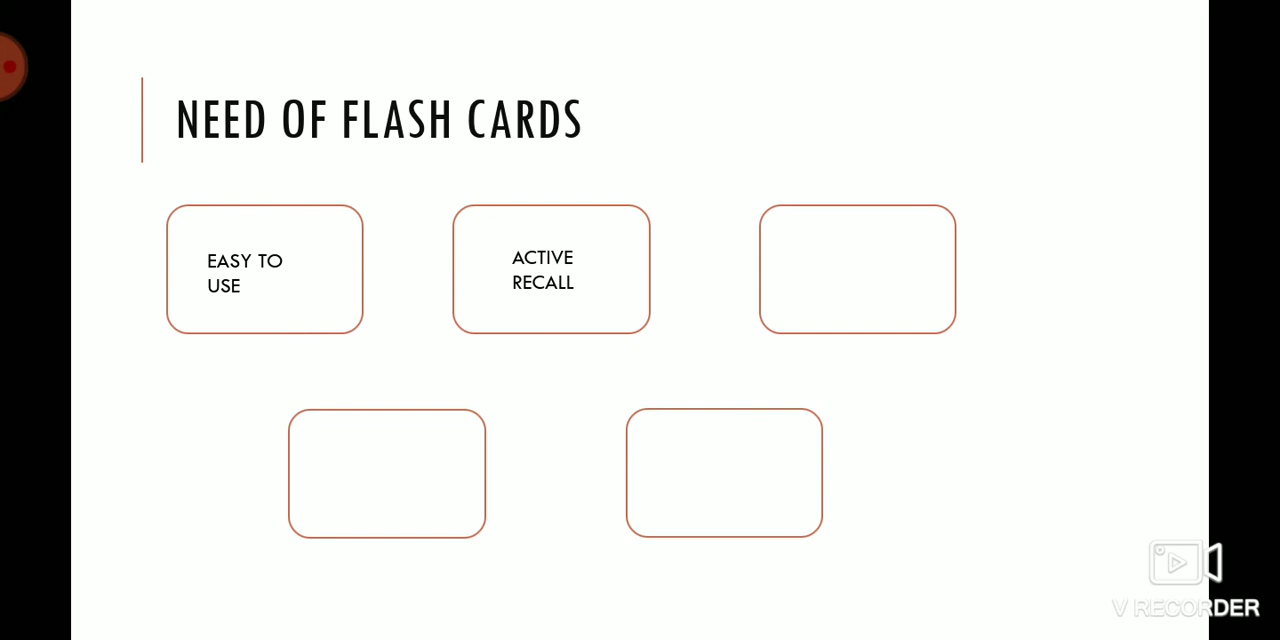 NEED OF FLASH CARDS
EASY TO
USE
ACTIVE
RECALL
V RECORDER